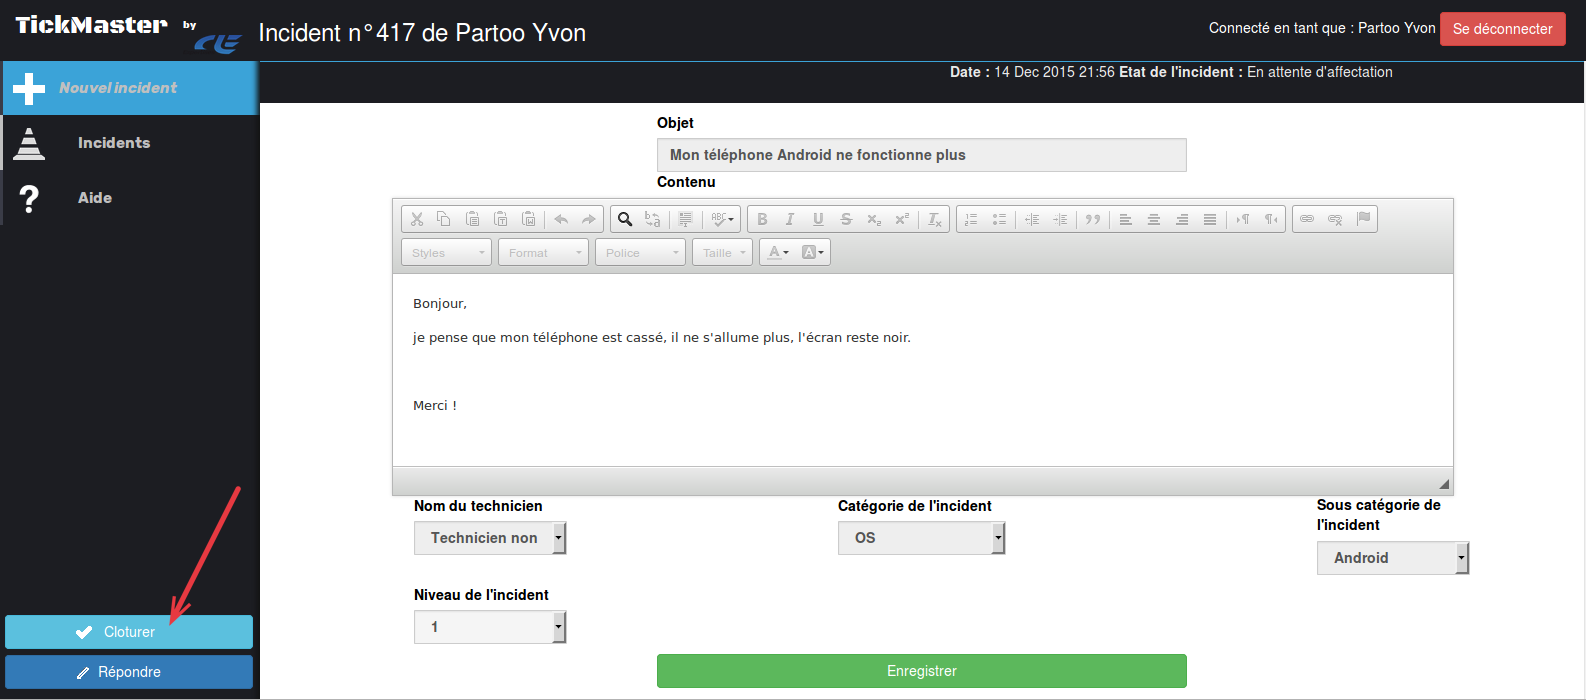 TickMaster by CLE
Incident n°417 de Partoo Yvon
Connecté en tant que : Partoo Yvon
Se déconnecter
Date : 14 Dec 2015 21:56 Etat de l'incident : En attente d'affectation
Nouvel incident
Incidents
Aide
Objet
Mon téléphone Android ne fonctionne plus
Contenu
Styles
Format
Police
Taille
Bonjour,
je pense que mon téléphone est cassé, il ne s'allume plus, l'écran reste noir.
Merci !
Nom du technicien
Technicien non
Catégorie de l'incident
OS
Sous catégorie de
l'incident
Android
Niveau de l'incident
1
Cloturer
Répondre
Enregistrer